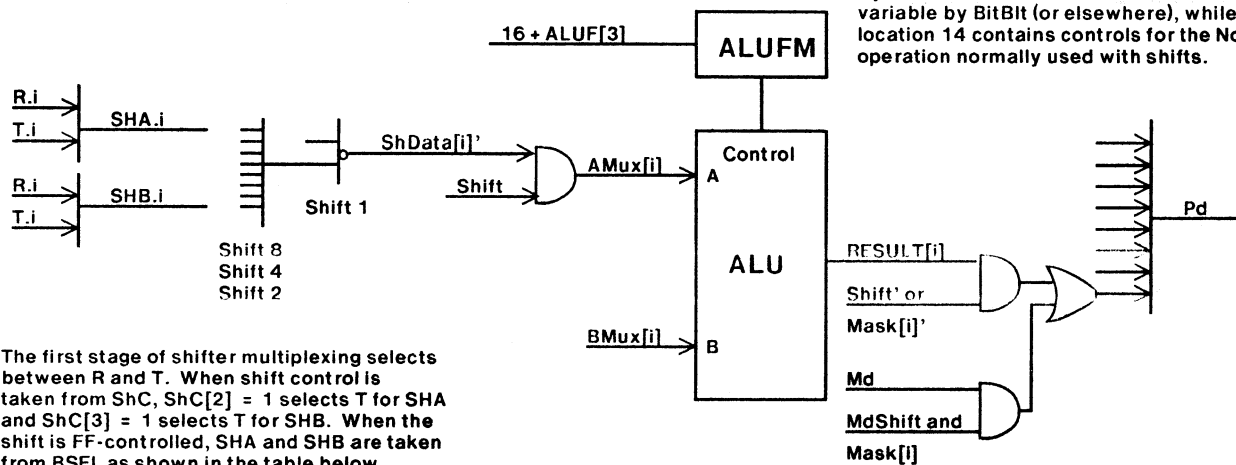 variable by BitBlt (or elsewhere), while
location 14 contains controls for the
operation normally used with shifts.
16 + ALUF[3]
ALUFM
R.i
T.i
SHA.i
R.i
T.i
SHB.i
Shift 8
Shift 4
Shift 2
Shift 1
ShData[i]'
Shift
AMux[i]
A
Control
ALU
BMux[i]
B
RESULT[i]
Shift' or
Mask[i]'
Md
MdShift and
Mask[i]
Pd
The first stage of shifter multiplexing selects
between R and T. When shift control is
taken from ShC, ShC[2] = 1 selects T for SHA
and ShC[3] = 1 selects T for SHB. When the
shift is FF-controlled, SHA and SHB are taken
from BSEL as shown in the table below